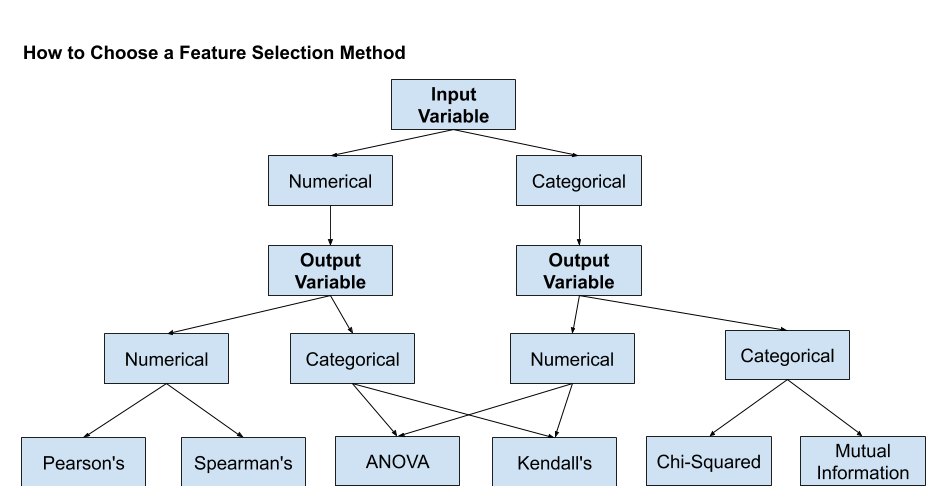 How to Choose a Feature Selection Method
Input
Variable
Numerical
Categorical
Output
Variable
Output
Variable
Numerical
Categorical
Numerical
Categorical
Pearson's
Spearman's
ANOVA
Kendall's
Chi-Squared
Mutual
Information